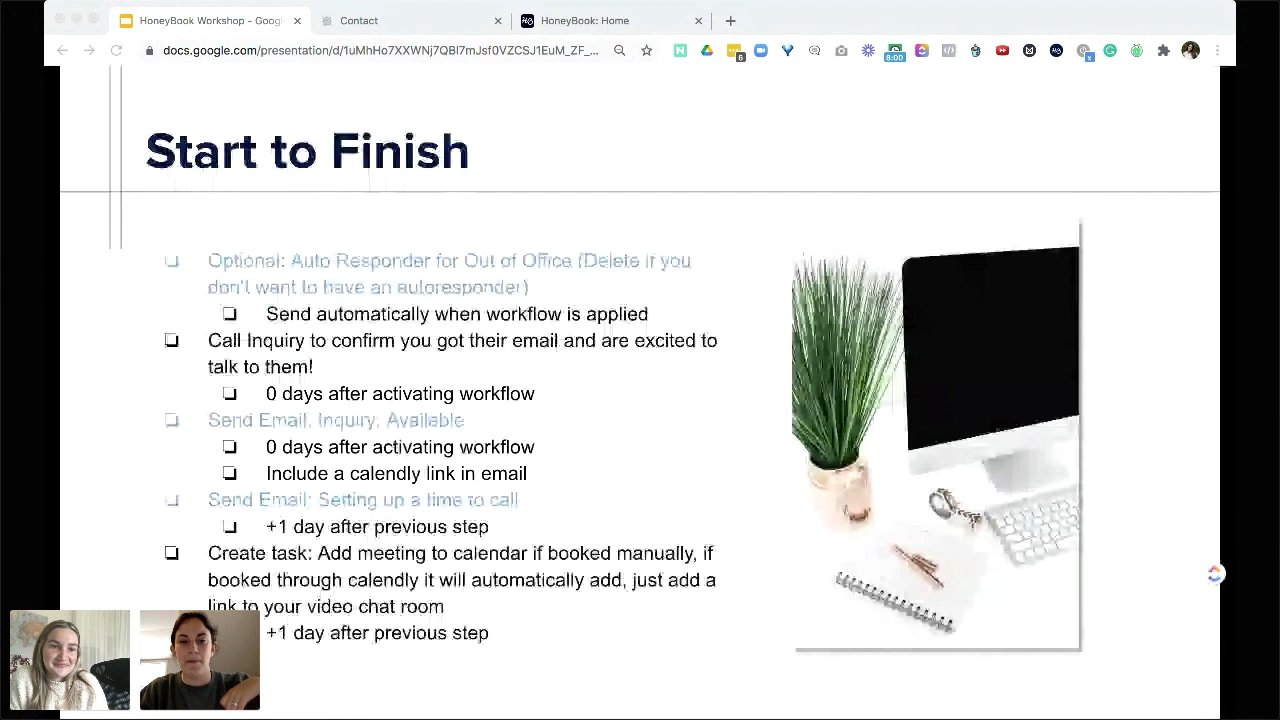 HoneyBook Workshop - Googl
Contact
HoneyBook: Home
docs.google.com/presentation/d/1uMhHo7XXWNj7QBl7mJsf0VZCSJ1EuM_ZF_...
6
8:00
x
Start to Finish
Optional: Auto Responder for Out of Office (Delete if you
don't want to have an autoresponder)
Send automatically when workflow is applied
Call Inquiry to confirm you got their email and are excited to
talk to them!
0 days after activating workflow
Send Email, Inquiry, Available
0 days after activating workflow
Include a calendly link in email
Send Email: Setting up a time to call
+1 day after previous step
Create task: Add meeting to calendar if booked manually, if
booked through calendly it will automatically add, just add a
link to your video chat room
+1 day after previous step